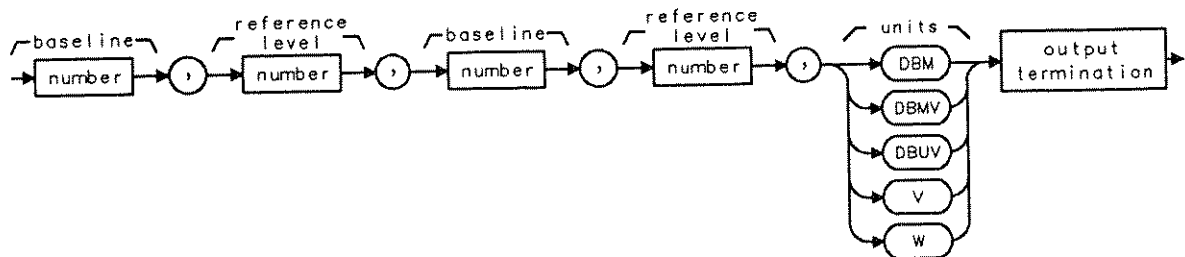 baseline
number
,
reference
level
number
,
baseline
number
,
reference
level
number
,
units
DBM
DBMV
DBUV
V
W
output
termination